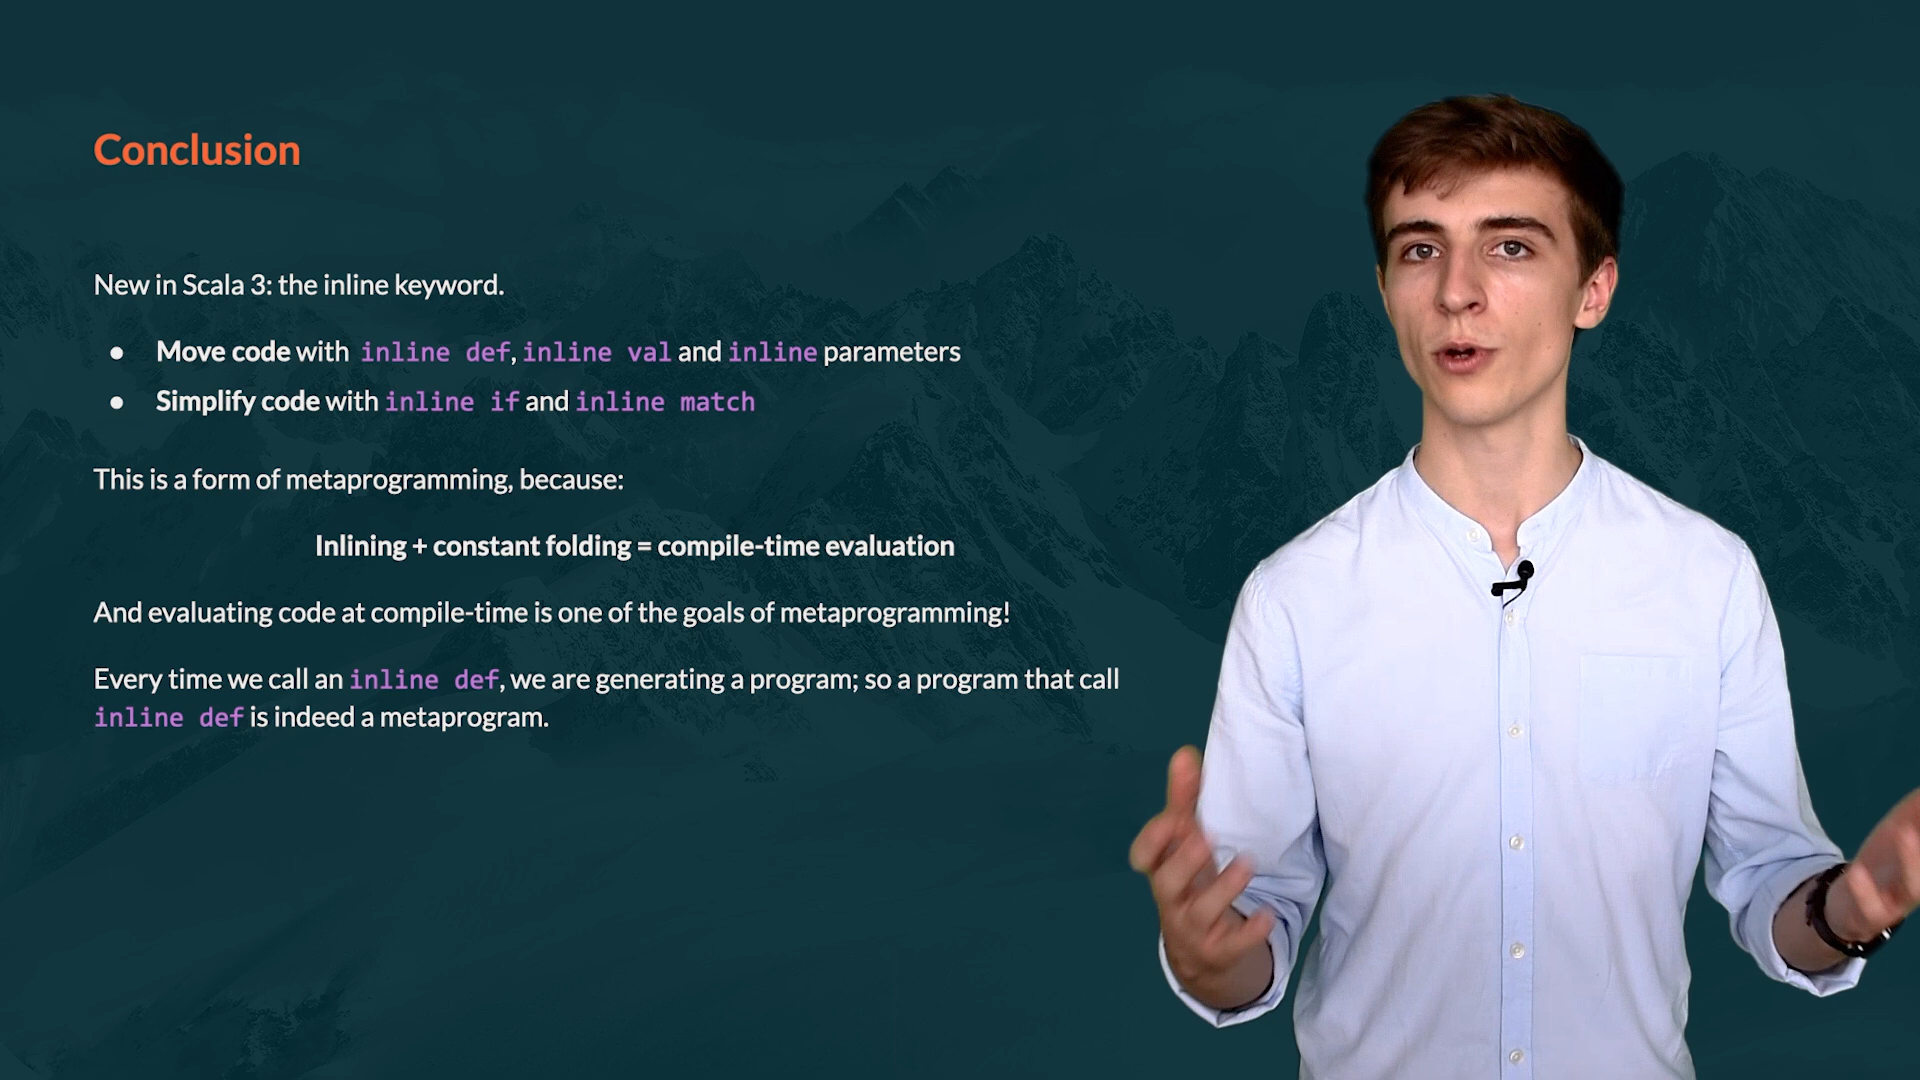 Conclusion
New in Scala 3: the inline keyword.
● Move code with inline def, inline val and inline parameters
● Simplify code with inline if and inline match
This is a form of metaprogramming, because:
Inlining + constant folding = compile-time evaluation
And evaluating code at compile-time is one of the goals of metaprogramming!
Every time we call an inline def, we are generating a program; so a program that call
inline def is indeed a metaprogram.